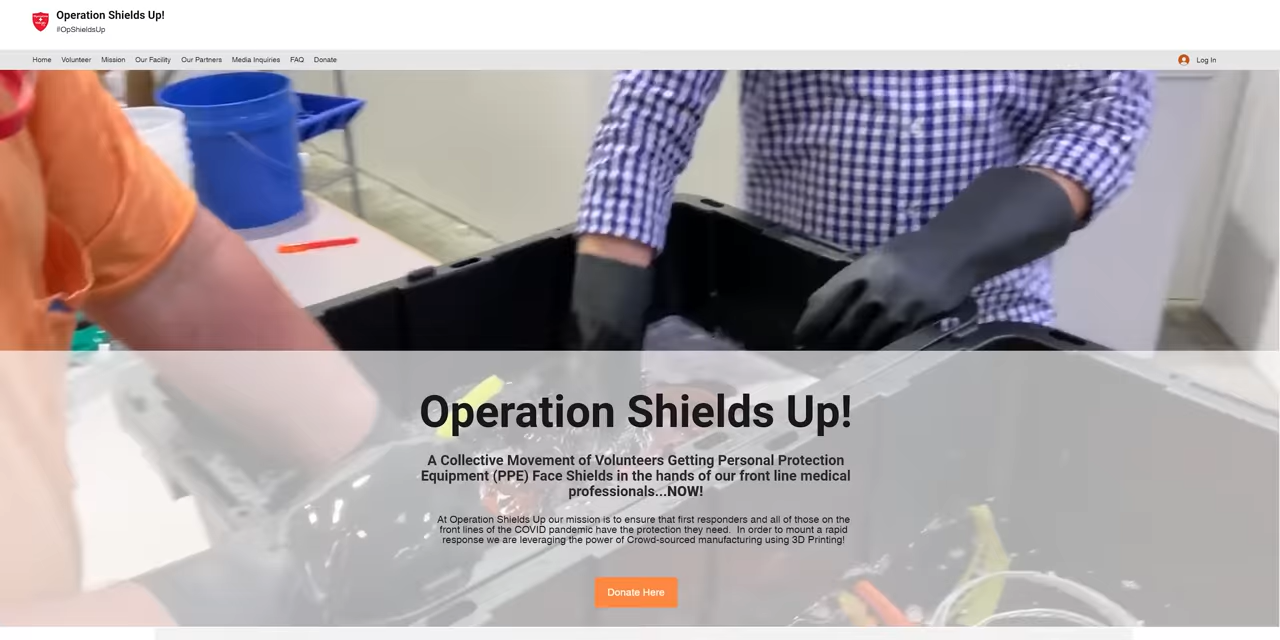 Operation Shields Up!
#OpShieldsUp
Home Volunteer Mission Our Facility Our Partners Media Inquiries FAQ Donate Log In
Operation Shields Up!
A Collective Movement of Volunteers Getting Personal Protection
Equipment (PPE) Face Shields in the hands of our front line medical
professionals...NOW!
At Operation Shields Up our mission is to ensure that first responders and all of those on the
front lines of the COVID pandemic have the protection they need.  In order to mount a rapid
response we are leveraging the power of Crowd-sourced manufacturing using 3D Printing!
Donate Here